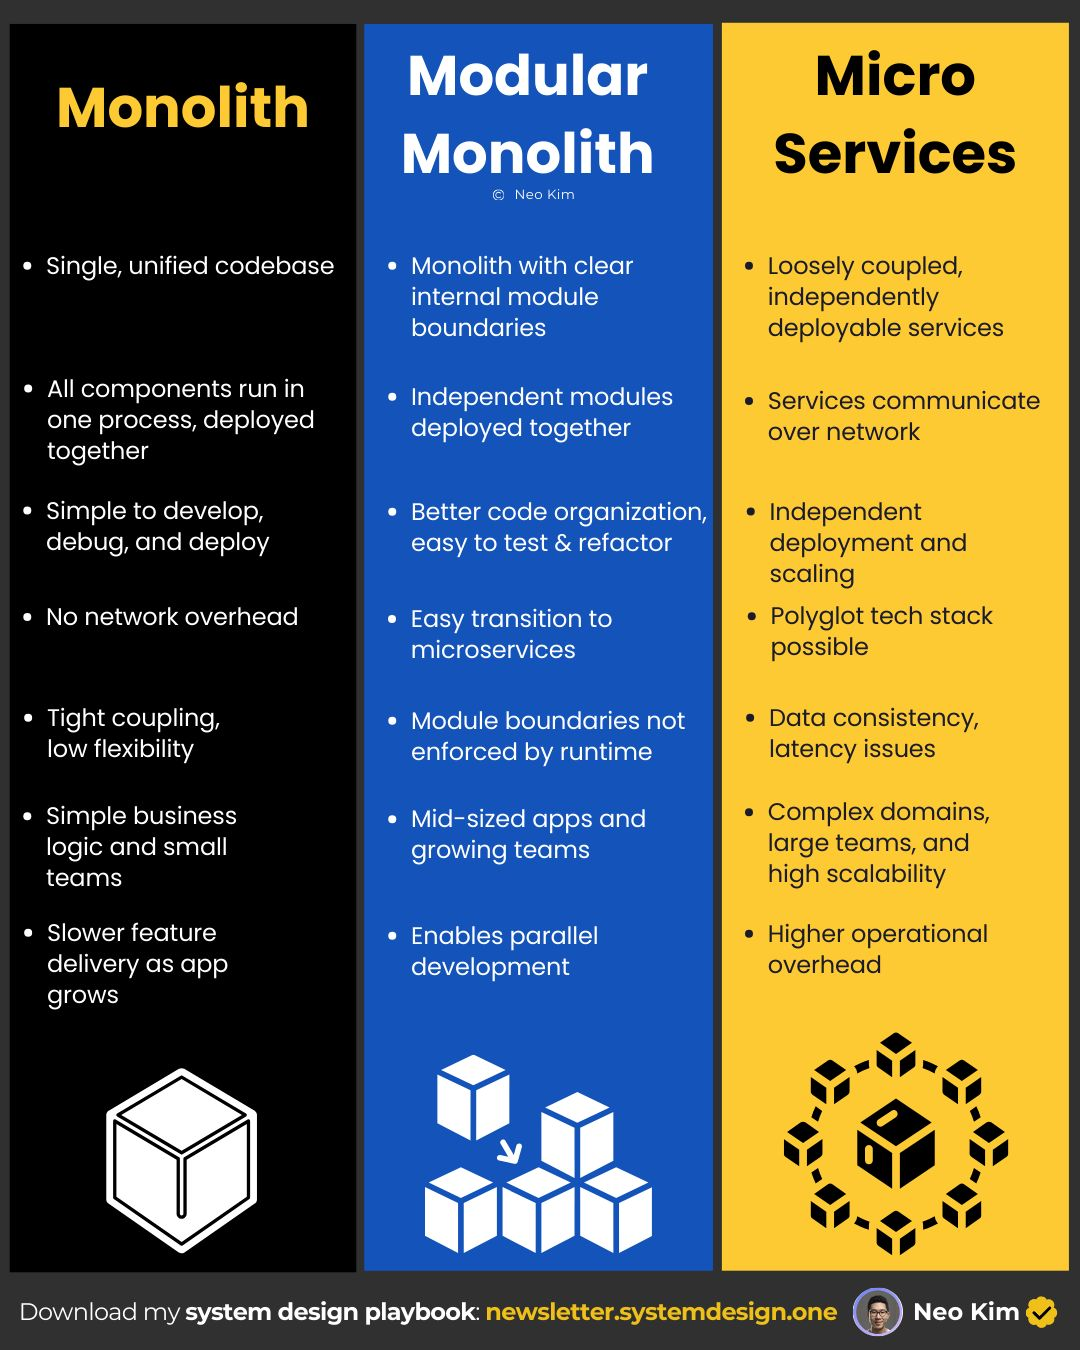 Monolith
• Single, unified codebase
• All components run in
one process, deployed
together
• Simple to develop,
debug, and deploy
• No network overhead
• Tight coupling,
low flexibility
• Simple business
logic and small
teams
• Slower feature
delivery as app
grows
Modular
Monolith
© Neo Kim
• Monolith with clear
internal module
boundaries
• Independent modules
deployed together
• Better code organization,
easy to test & refactor
• Easy transition to
microservices
• Module boundaries not
enforced by runtime
• Mid-sized apps and
growing teams
• Enables parallel
development
Micro
Services
• Loosely coupled,
independently
deployable services
• Services communicate
over network
• Independent
deployment and
scaling
• Polyglot tech stack
possible
• Data consistency,
latency issues
• Complex domains,
large teams, and
high scalability
• Higher operational
overhead
Download my system design playbook: newsletter.systemdesign.one Neo Kim